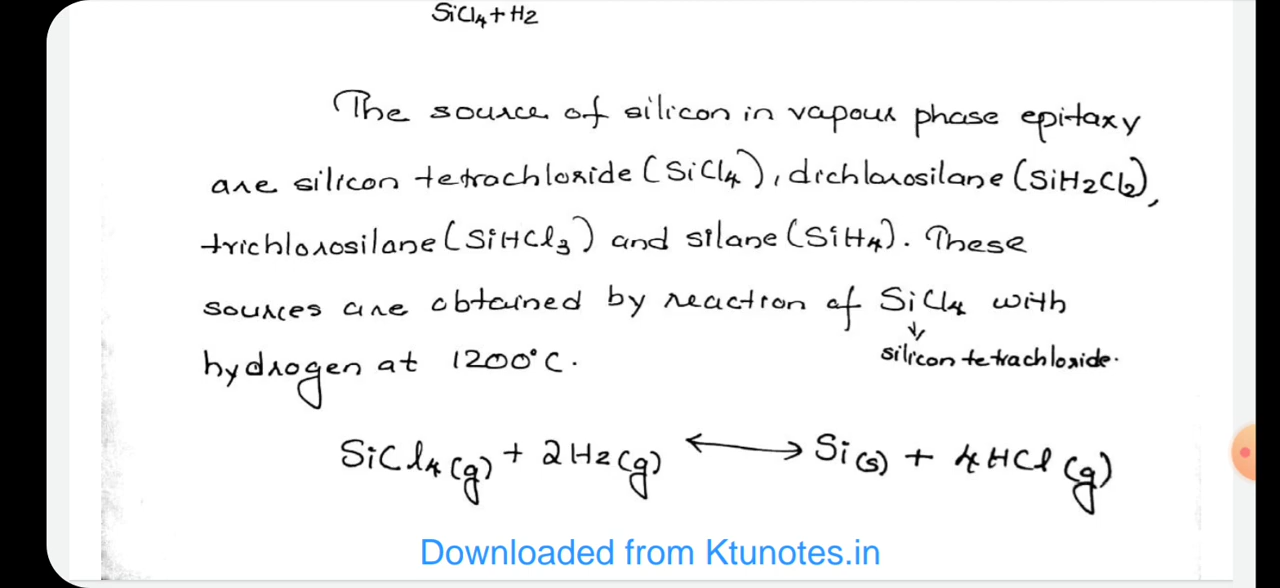 SiCl4 + H2
The source of silicon in vapour phase epitaxy
are silicon tetrachloride (SiCl4), dichlorosilane (SiH2Cl2),
trichlorosilane (SiHCl3) and silane (SiH4). These
sources are obtained by reaction of SiCl4 with
silicon tetrachloride.
hydrogen at 1200°C.
SiCl4(g) + 2H2(g) ⟷ Si(s) + 4HCl(g)
Downloaded from Ktunotes.in